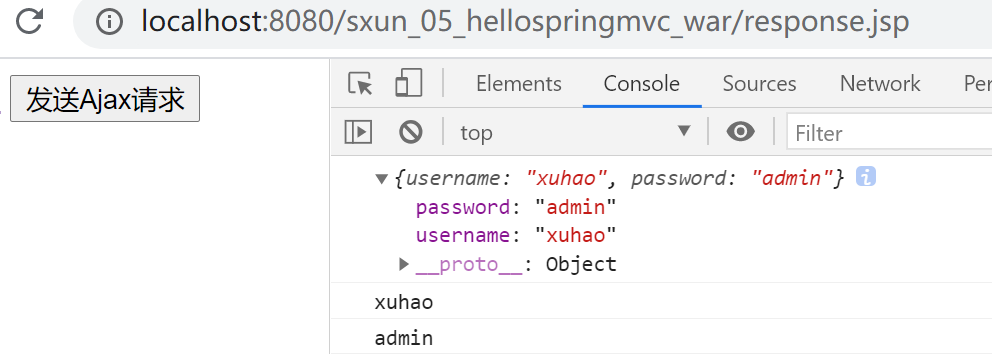 localhost:8080/sxun_05_hellospringmvc_war/response.jsp
发送Ajax请求
Elements Console Sources Network Per
top Filter
{username: "xuhao", password: "admin"} i
password: "admin"
username: "xuhao"
__proto__: Object
xuhao
admin